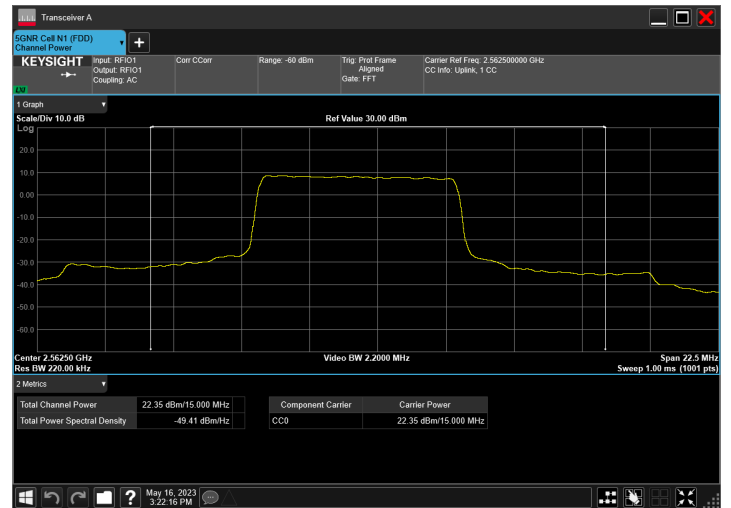 Transceiver A
5GNR Cell N1 (FDD)
Channel Power
KEYSIGHT
LXI
Input: RFIO1
Output: RFIO1
Coupling: AC
Corr CCorr
Range: -60 dBm
Trig: Prot Frame
Aligned
Gate: FFT
Carrier Ref Freq: 2.562500000 GHz
CC Info: Uplink, 1 CC
1 Graph
Scale/Div 10.0 dB
Ref Value 30.00 dBm
Log
20.0
10.0
0.00
-10.0
-20.0
-30.0
-40.0
-50.0
-60.0
Center 2.56250 GHz
Video BW 2.2000 MHz
Span 22.5 MHz
Res BW 220.00 kHz
Sweep 1.00 ms (1001 pts)
2 Metrics
Total Channel Power 22.35 dBm/15.000 MHz
Total Power Spectral Density -49.41 dBm/Hz
Component Carrier Carrier Power
CC0 22.35 dBm/15.000 MHz
May 16, 2023
3:22:16 PM